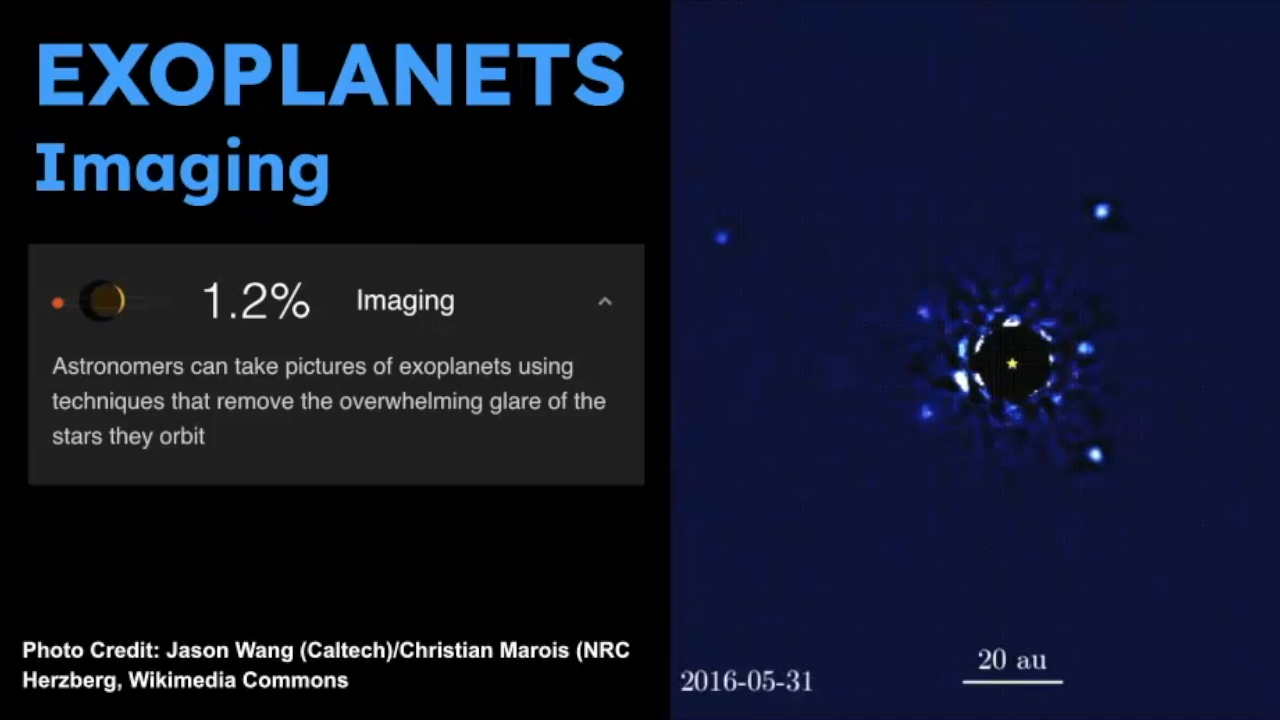 EXOPLANETS
Imaging
1.2% Imaging
Astronomers can take pictures of exoplanets using
techniques that remove the overwhelming glare of the
stars they orbit
Photo Credit: Jason Wang (Caltech)/Christian Marois (NRC
Herzberg, Wikimedia Commons
20 au
2016-05-31